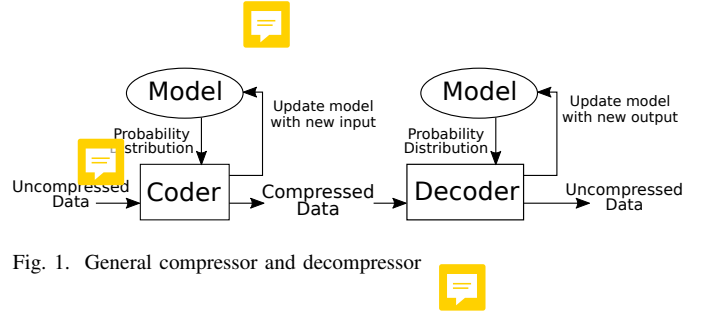 Model
Update model
with new input
Probability
Distribution
Uncompressed
Data
Coder
Compressed
Data
Model
Update model
with new output
Probability
Distribution
Decoder
Uncompressed
Data
Fig. 1. General compressor and decompressor